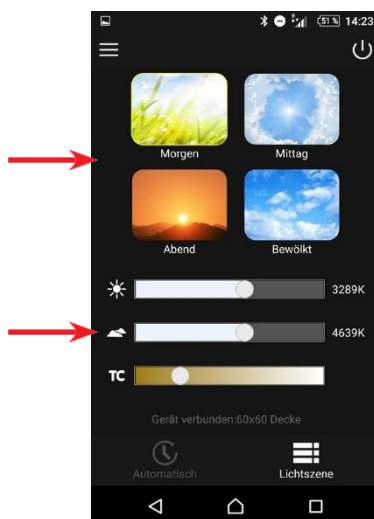 51 % 14:23
Morgen Mittag
Abend Bewölkt
3289K
4639K
TC
Gerät verbunden:60x60 Decke
Automatisch Lichtszene